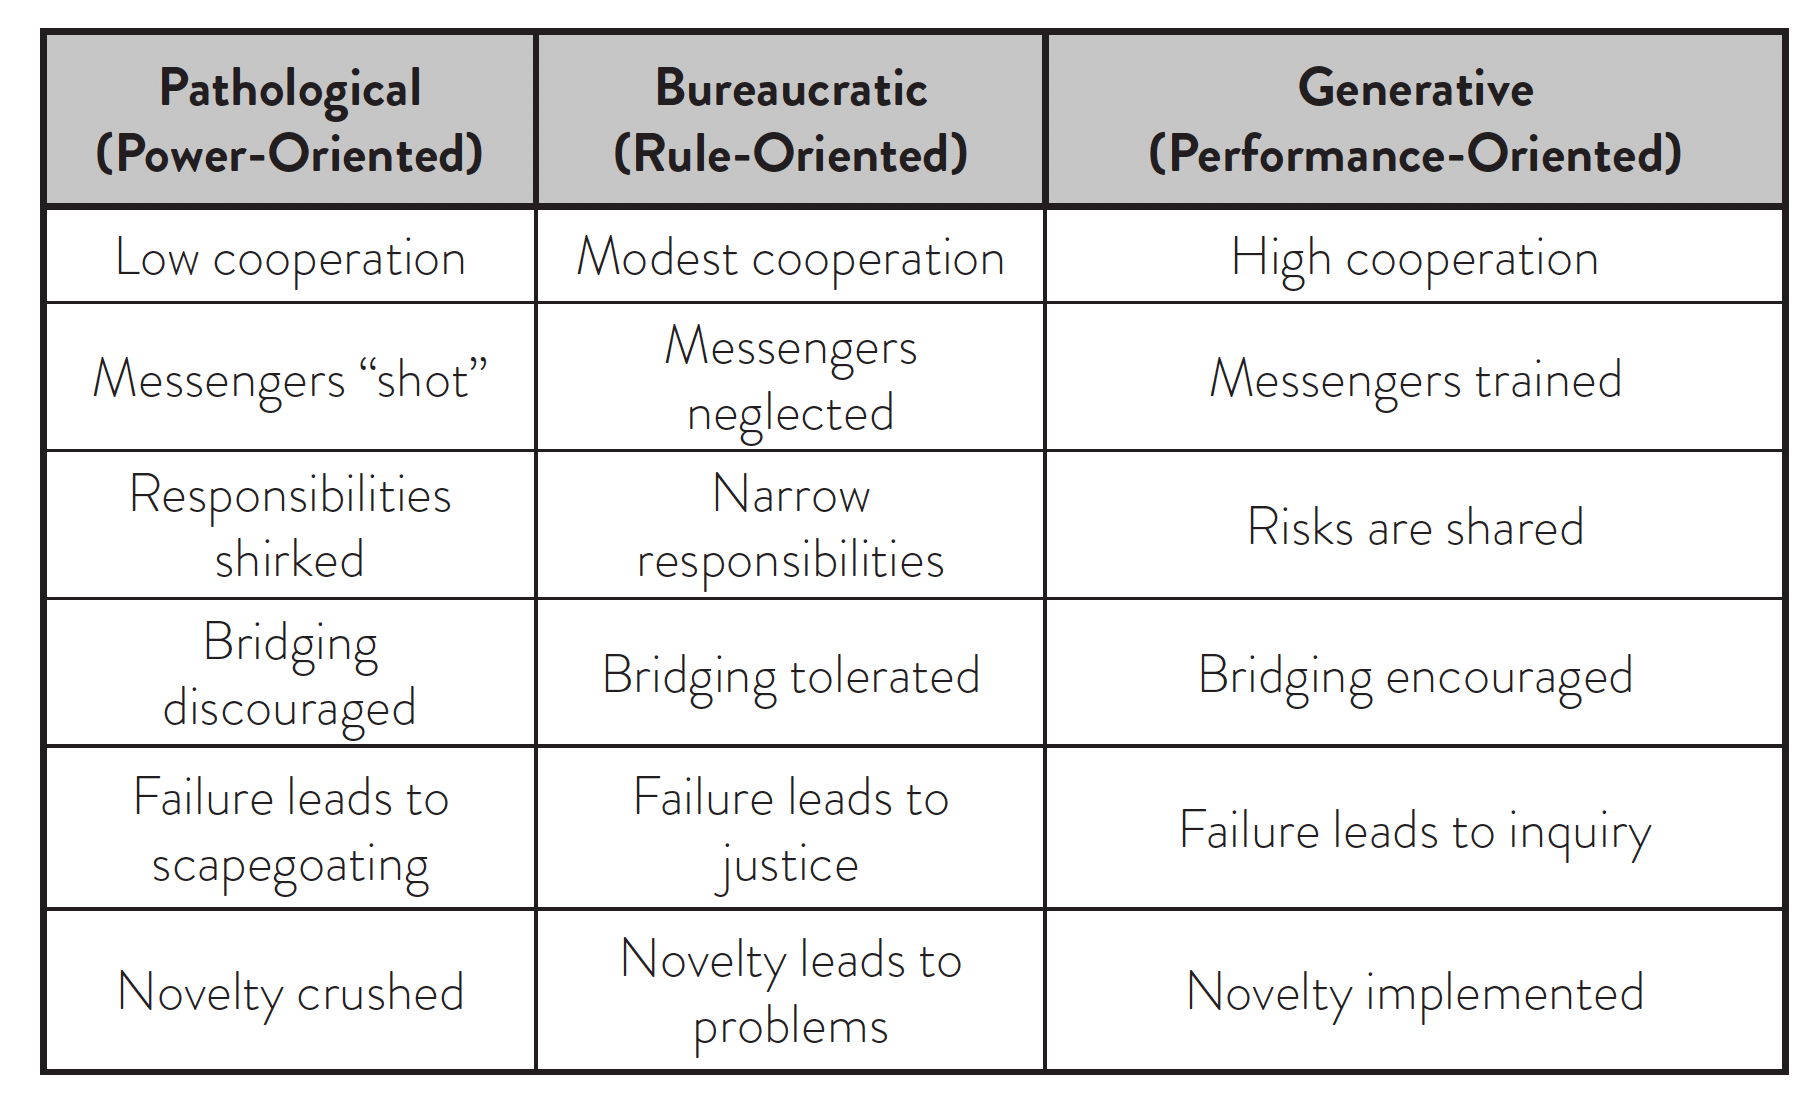 Pathological
(Power-Oriented)
Bureaucratic
(Rule-Oriented)
Generative
(Performance-Oriented)
Low cooperation
Modest cooperation
High cooperation
Messengers “shot”
Messengers
neglected
Messengers trained
Responsibilities
shirked
Narrow
responsibilities
Risks are shared
Bridging
discouraged
Bridging tolerated
Bridging encouraged
Failure leads to
scapegoating
Failure leads to
justice
Failure leads to inquiry
Novelty crushed
Novelty leads to
problems
Novelty implemented